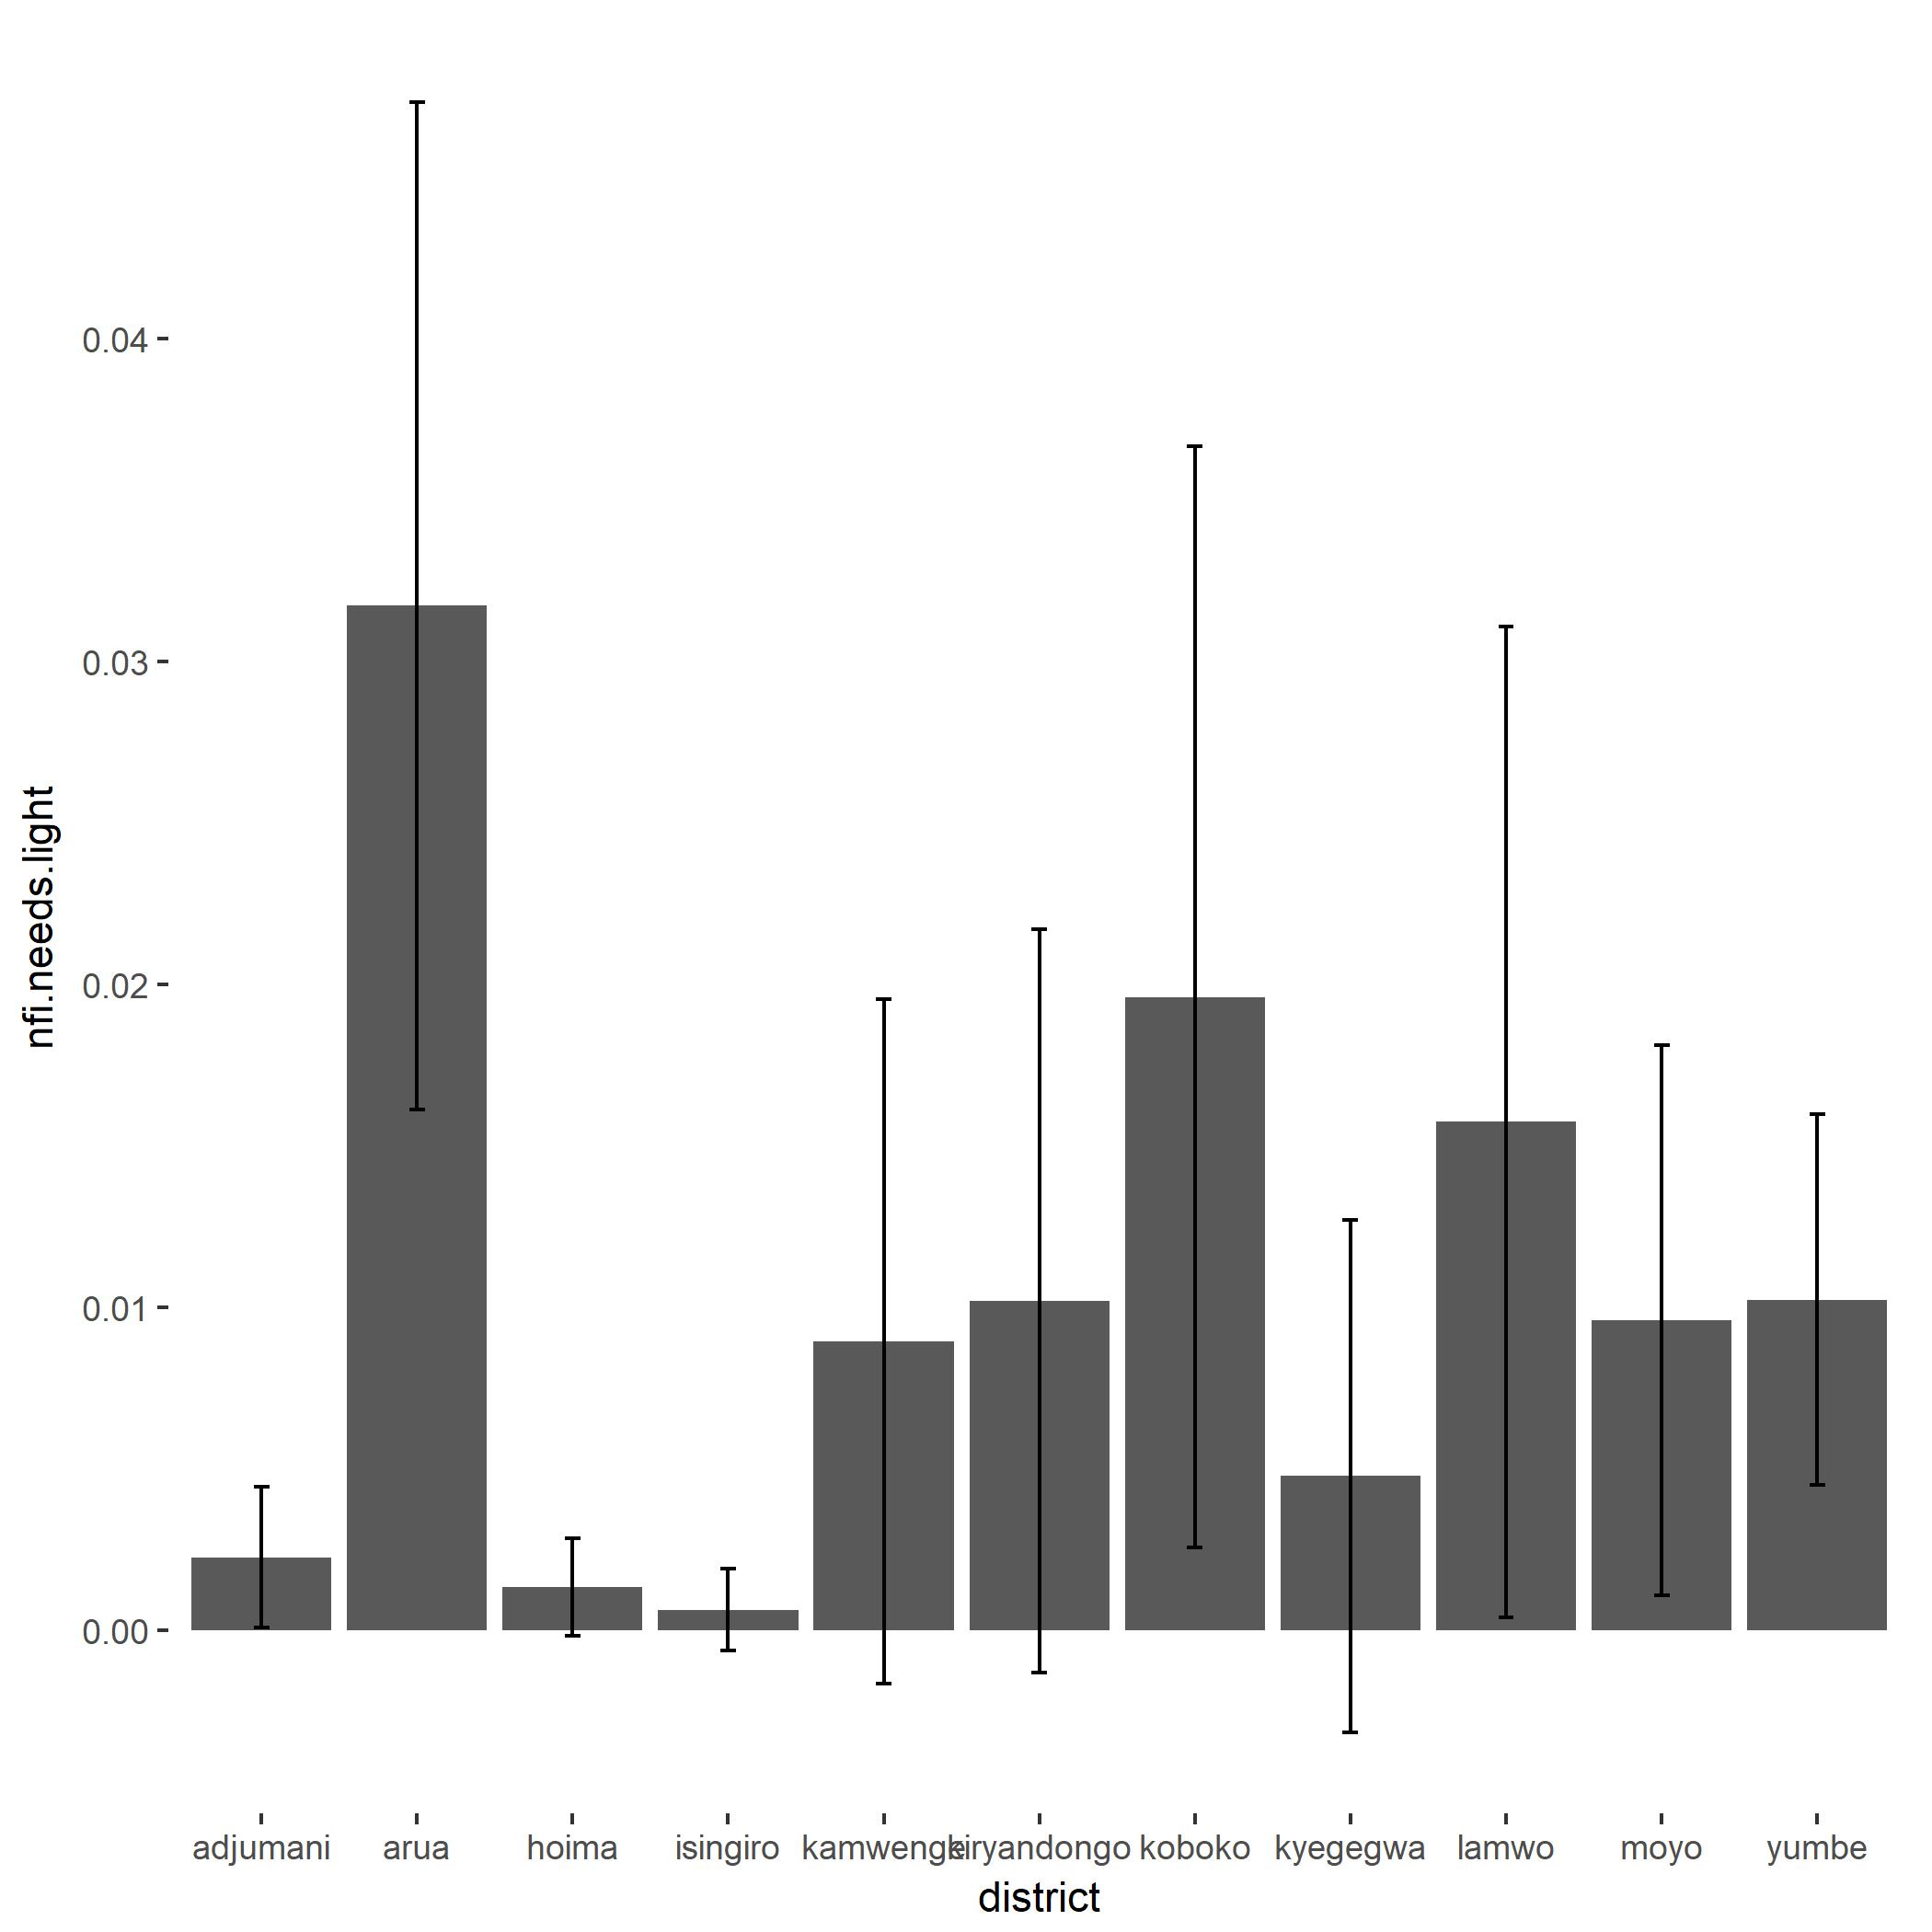 nfi.needs.light
0.04
0.03
0.02
0.01
0.00
adjumani arua hoima isingiro kamwenge kiryandongo koboko kyegegwa lamwo moyo yumbe
district